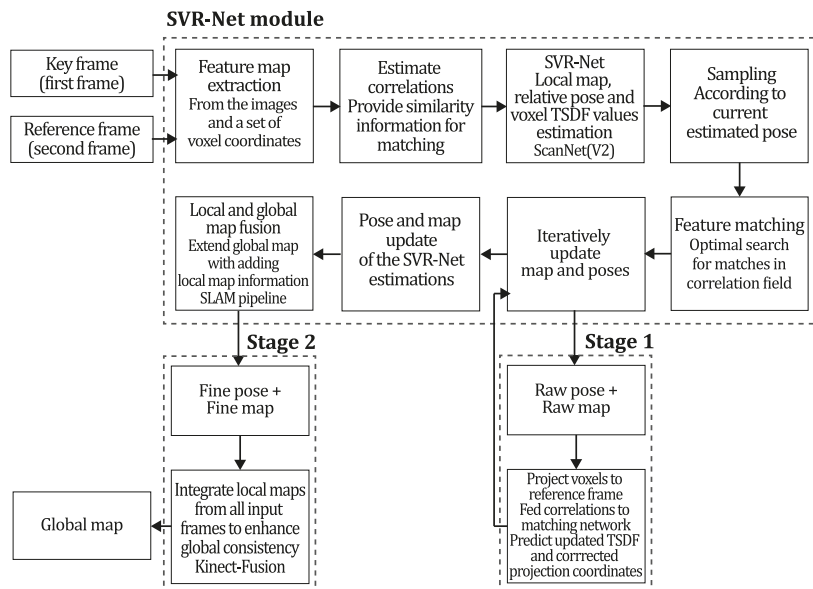 SVR-Net module
Key frame
(first frame)
Reference frame
(second frame)
Feature map
extraction
From the images
and a set of
voxel coordinates
Estimate
correlations
Provide similarity
information for
matching
SVR-Net
Local map,
relative pose and
voxel TSDF values
estimation
ScanNet(V2)
Sampling
According to
current
estimated pose
Local and global
map fusion
Extend global map
with adding
local map information
SLAM pipeline
Pose and map
update
of the SVR-Net
estimations
Iteratively
update
map and poses
Feature matching
Optimal search
for matches in
correlation field
Stage 2
Stage 1
Fine pose +
Fine map
Raw pose +
Raw map
Global map
Integrate local maps
from all input
frames to enhance
global consistency
Kinect-Fusion
Project voxels to
reference frame
Fed correlations to
matching network
Predict updated TSDF
and corrrected
projection coordinates